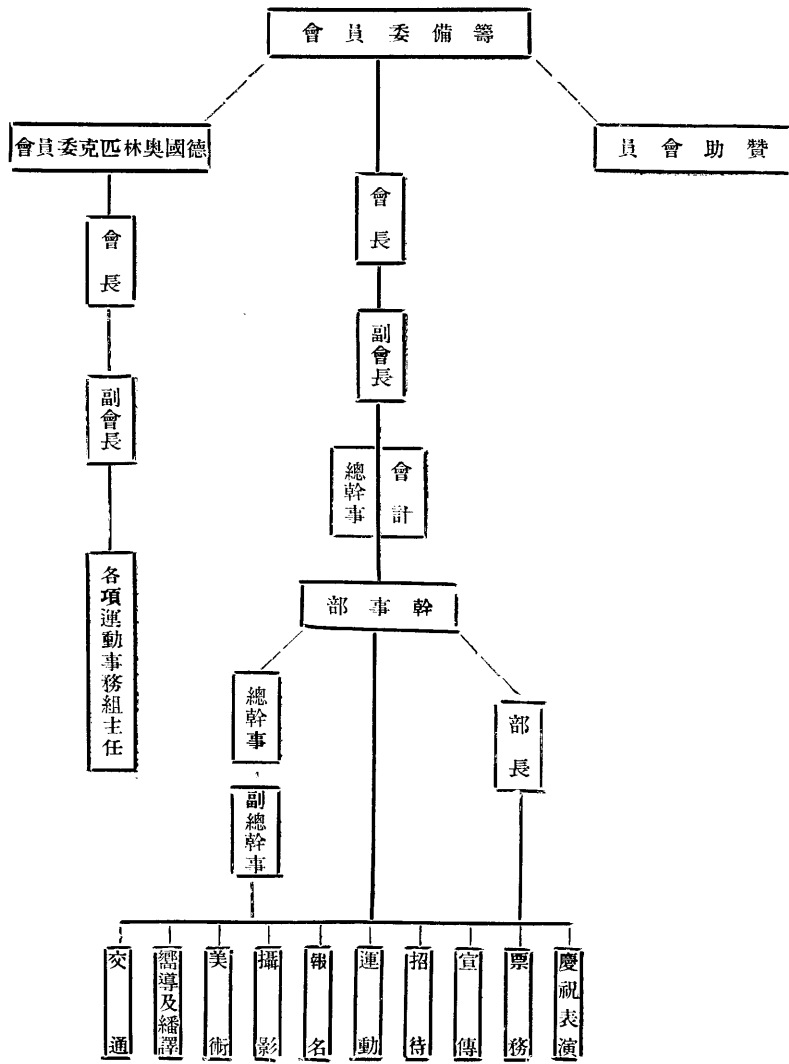 籌備委員會
德國奧林匹克委員會
贊助會員
會長
會長
副會長
副會長
會計
總幹事
各項運動事務組主任
幹事部
部長
總幹事
副總幹事
慶祝表演
票務
宣傳
招待
運動
報名
攝影
美術
嚮導及繙譯
交通